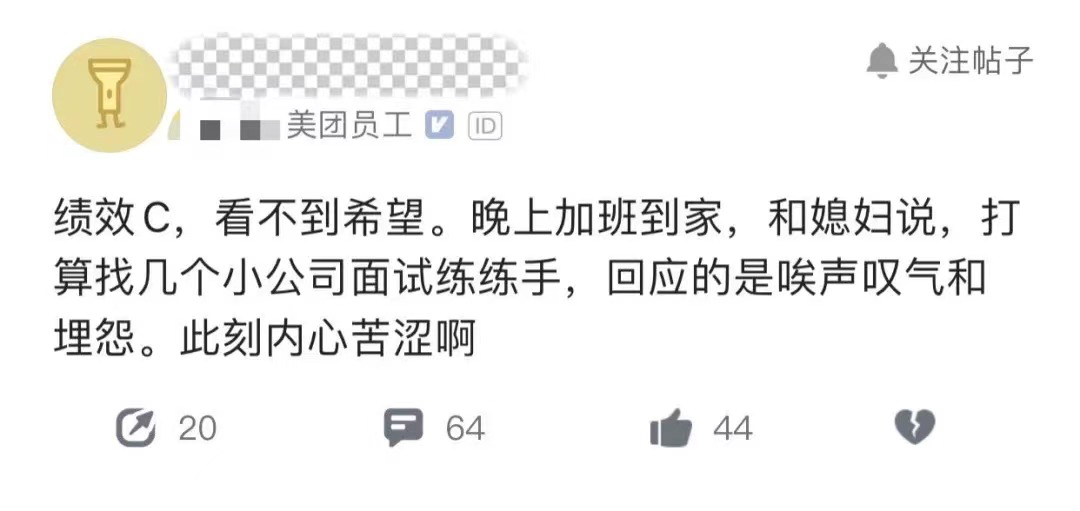 关注帖子
美团员工 V ID
绩效C，看不到希望。晚上加班到家，和媳妇说，打
算找几个小公司面试练练手，回应的是唉声叹气和
埋怨。此刻内心苦涩啊
20 64 44